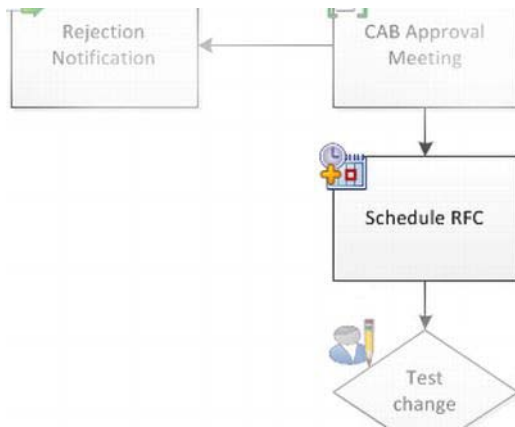 Rejection
Notification
CAB Approval
Meeting
Schedule RFC
Test
change